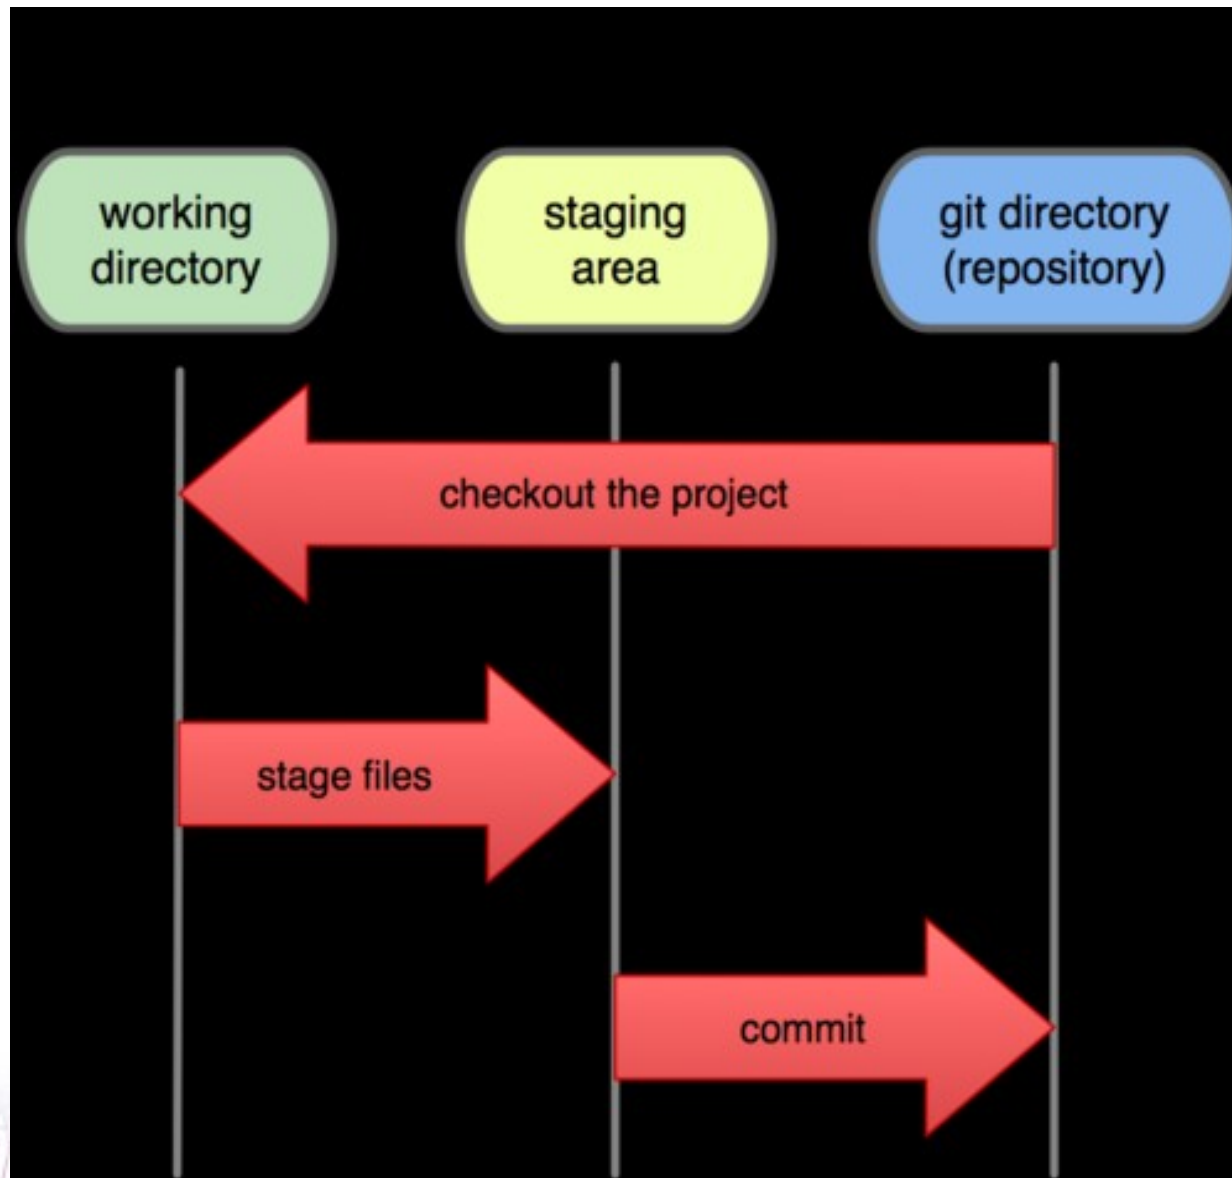 working
directory
staging
area
git directory
(repository)
checkout the project
stage files
commit